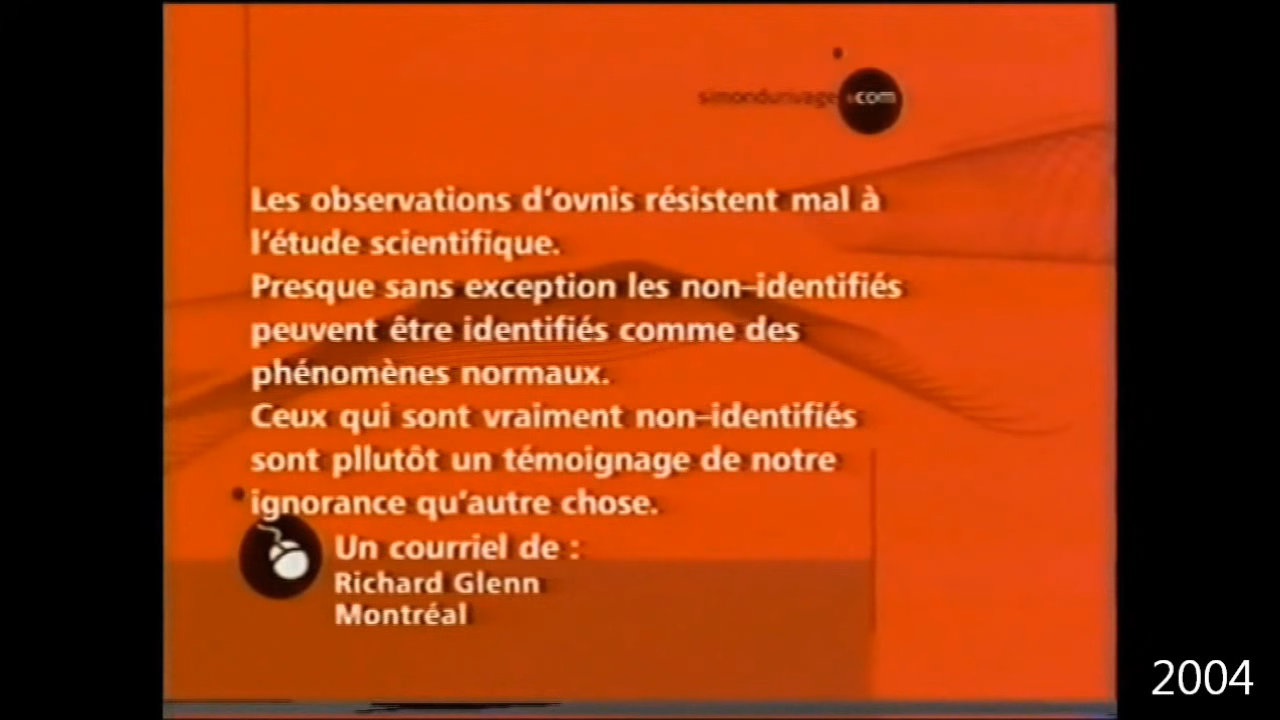 simondurivage.com
Les observations d'ovnis résistent mal à
l'étude scientifique.
Presque sans exception les non-identifiés
peuvent être identifiés comme des
phénomènes normaux.
Ceux qui sont vraiment non-identifiés
sont pllutôt un témoignage de notre
ignorance qu'autre chose.
Un courriel de :
Richard Glenn
Montréal
2004